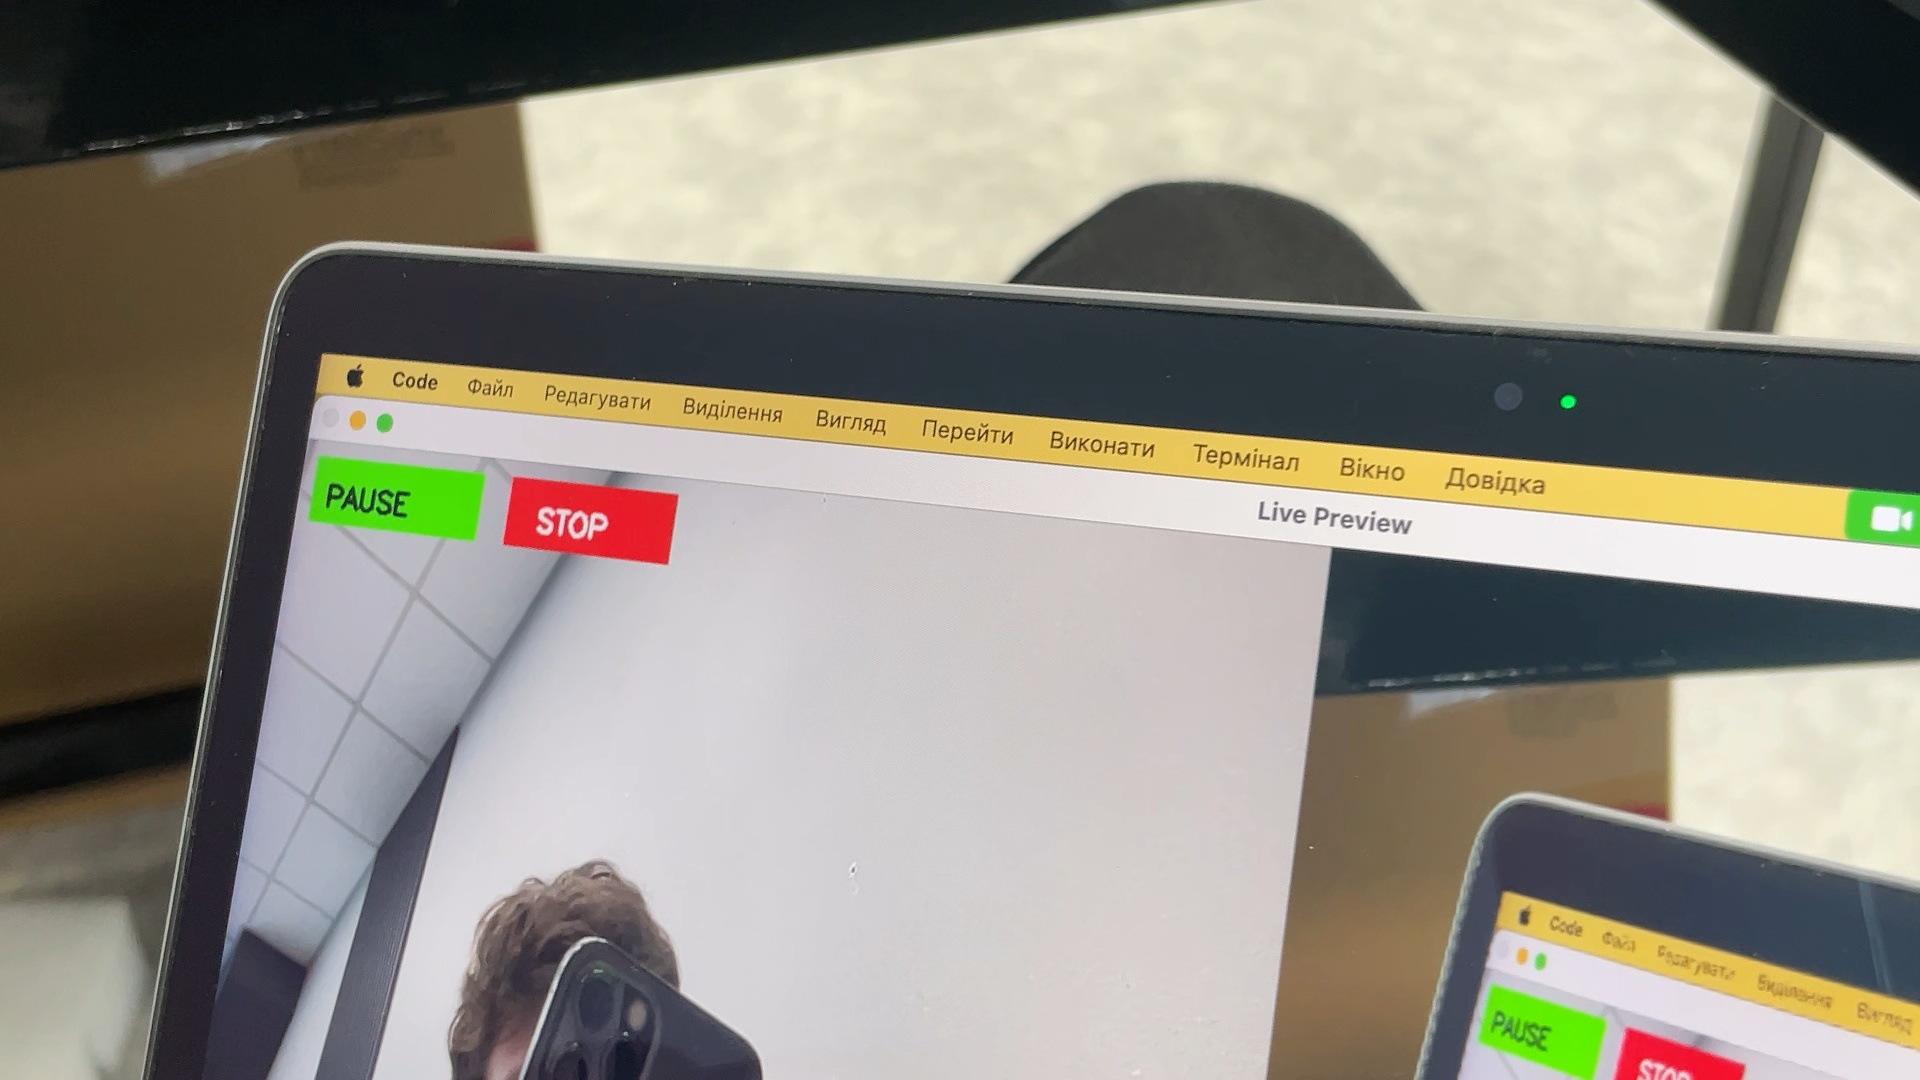 Code Файл Редагувати Виділення Вигляд Перейти Виконати Термінал Вікно Довідка
Live Preview
PAUSE STOP
Code Файл Редагувати Виділення Вигляд
PAUSE STOP